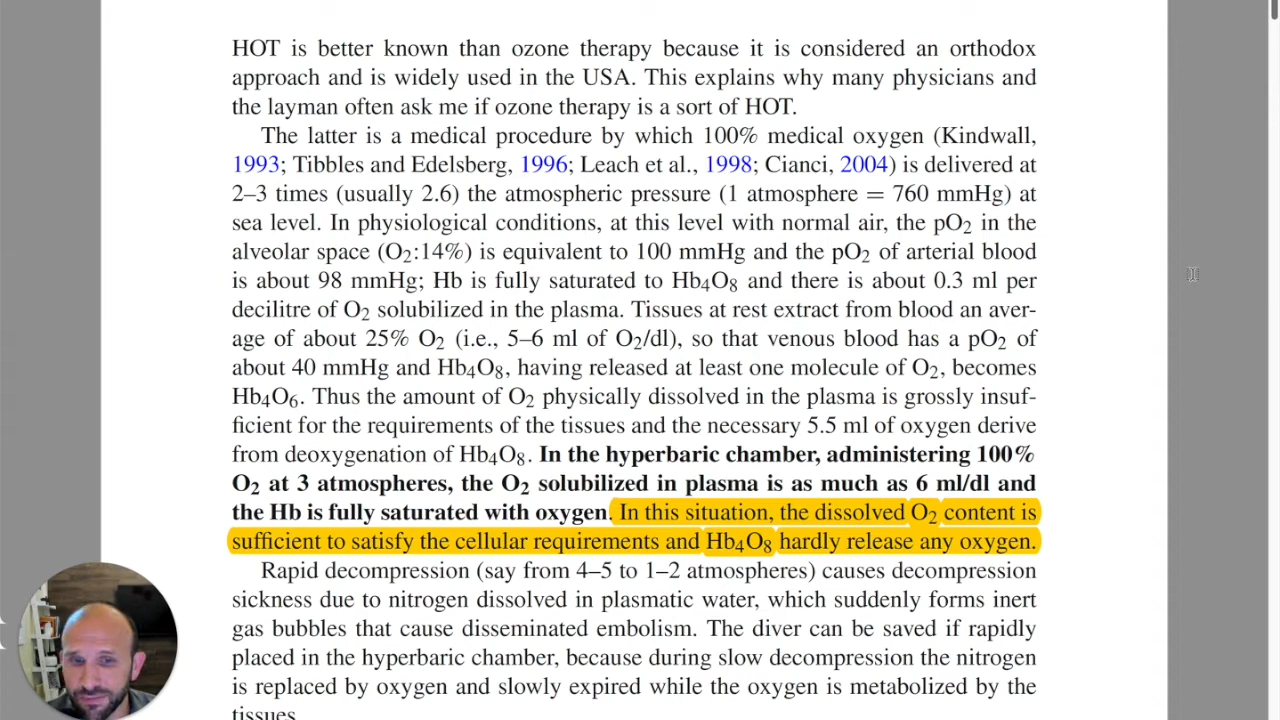 HOT is better known than ozone therapy because it is considered an orthodox
approach and is widely used in the USA. This explains why many physicians and
the layman often ask me if ozone therapy is a sort of HOT.
The latter is a medical procedure by which 100% medical oxygen (Kindwall,
1993; Tibbles and Edelsberg, 1996; Leach et al., 1998; Cianci, 2004) is delivered at
2–3 times (usually 2.6) the atmospheric pressure (1 atmosphere = 760 mmHg) at
sea level. In physiological conditions, at this level with normal air, the pO2 in the
alveolar space (O2:14%) is equivalent to 100 mmHg and the pO2 of arterial blood
is about 98 mmHg; Hb is fully saturated to Hb4O8 and there is about 0.3 ml per
decilitre of O2 solubilized in the plasma. Tissues at rest extract from blood an aver-
age of about 25% O2 (i.e., 5–6 ml of O2/dl), so that venous blood has a pO2 of
about 40 mmHg and Hb4O8, having released at least one molecule of O2, becomes
Hb4O6. Thus the amount of O2 physically dissolved in the plasma is grossly insuf-
ficient for the requirements of the tissues and the necessary 5.5 ml of oxygen derive
from deoxygenation of Hb4O8. In the hyperbaric chamber, administering 100%
O2 at 3 atmospheres, the O2 solubilized in plasma is as much as 6 ml/dl and
the Hb is fully saturated with oxygen. In this situation, the dissolved O2 content is
sufficient to satisfy the cellular requirements and Hb4O8 hardly release any oxygen.
Rapid decompression (say from 4–5 to 1–2 atmospheres) causes decompression
sickness due to nitrogen dissolved in plasmatic water, which suddenly forms inert
gas bubbles that cause disseminated embolism. The diver can be saved if rapidly
placed in the hyperbaric chamber, because during slow decompression the nitrogen
is replaced by oxygen and slowly expired while the oxygen is metabolized by the
tissues.